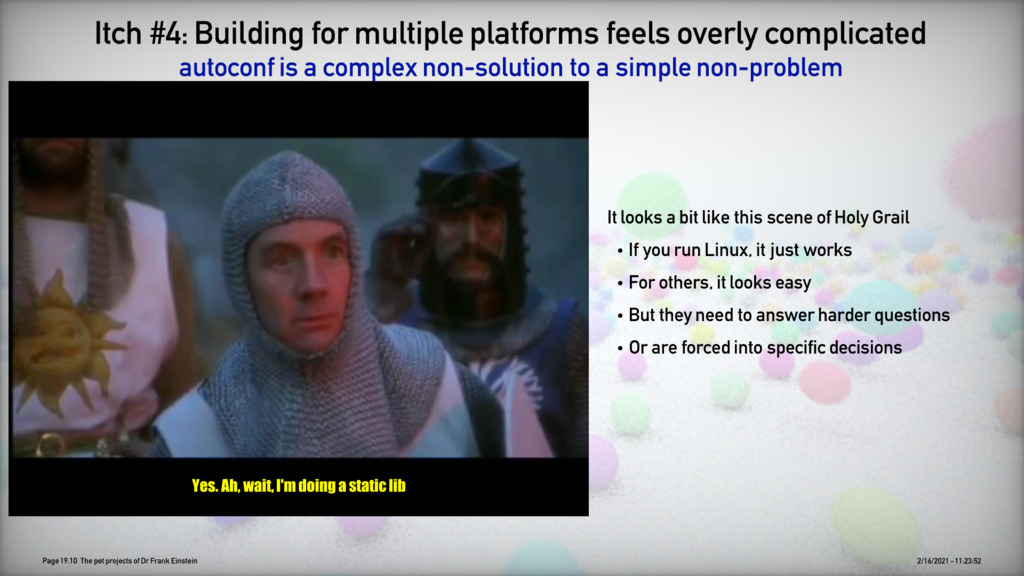 Itch #4: Building for multiple platforms feels overly complicated
autoconf is a complex non-solution to a simple non-problem
It looks a bit like this scene of Holy Grail
• If you run Linux, it just works
• For others, it looks easy
• But they need to answer harder questions
• Or are forced into specific decisions
Yes. Ah, wait, I'm doing a static lib
Page 19.10 The pet projects of Dr Frank Einstein
2/16/2021 - 11:23:52